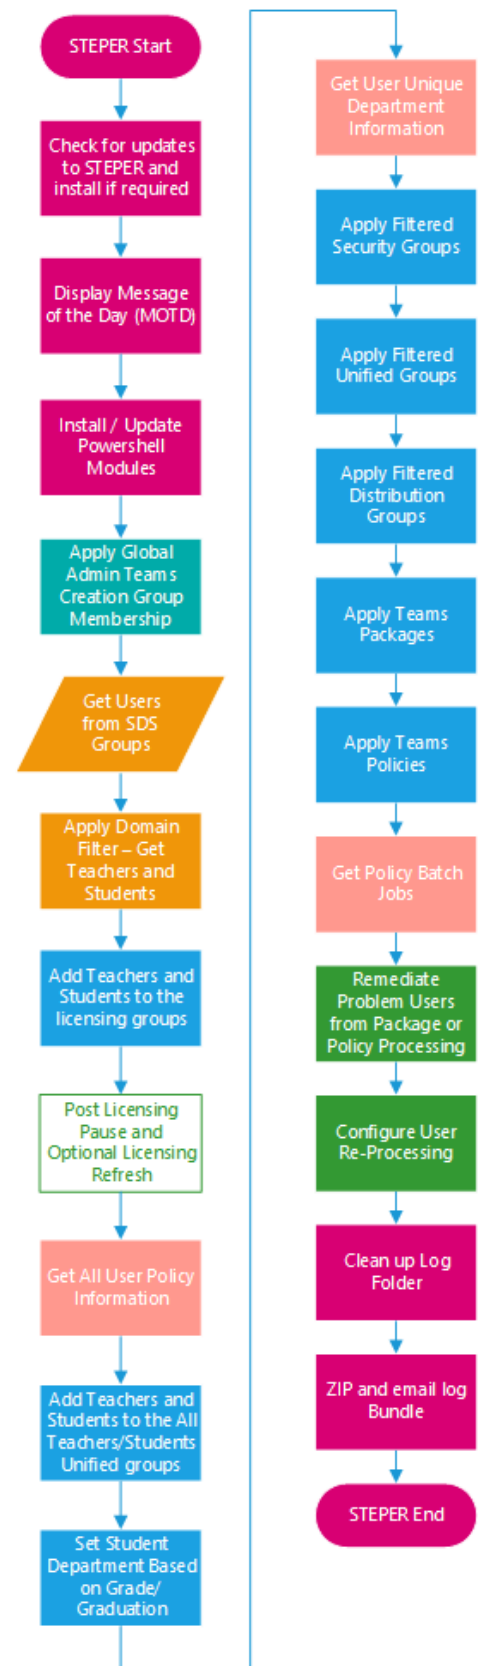 STEPER Start
Check for updates
to STEPER and
install if required
Display Message
of the Day (MOTD)
Install / Update
Powershell
Modules
Apply Global
Admin Teams
Creation Group
Membership
Get Users
from SDS
Groups
Apply Domain
Filter – Get
Teachers and
Students
Add Teachers and
Students to the
licensing groups
Post Licensing
Pause and
Optional Licensing
Refresh
Get All User Policy
Information
Add Teachers and
Students to the All
Teachers/Students
Unified groups
Set Student
Department Based
on Grade/
Graduation
Get User Unique
Department
Information
Apply Filtered
Security Groups
Apply Filtered
Unified Groups
Apply Filtered
Distribution
Groups
Apply Teams
Packages
Apply Teams
Policies
Get Policy Batch
Jobs
Remediate
Problem Users
from Package or
Policy Processing
Configure User
Re-Processing
Clean up Log
Folder
ZIP and email log
Bundle
STEPER End